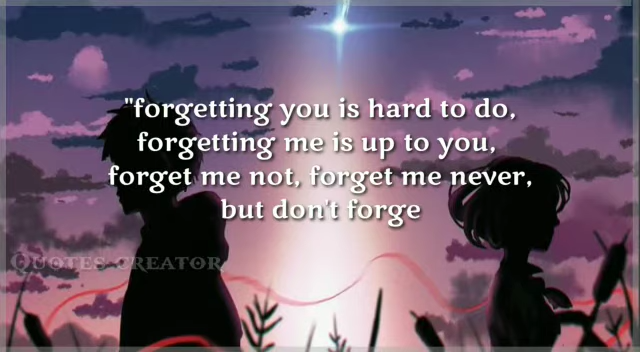 "forgetting you is hard to do,
forgetting me is up to you,
forget me not, forget me never,
but don't forge
Quotes-creator